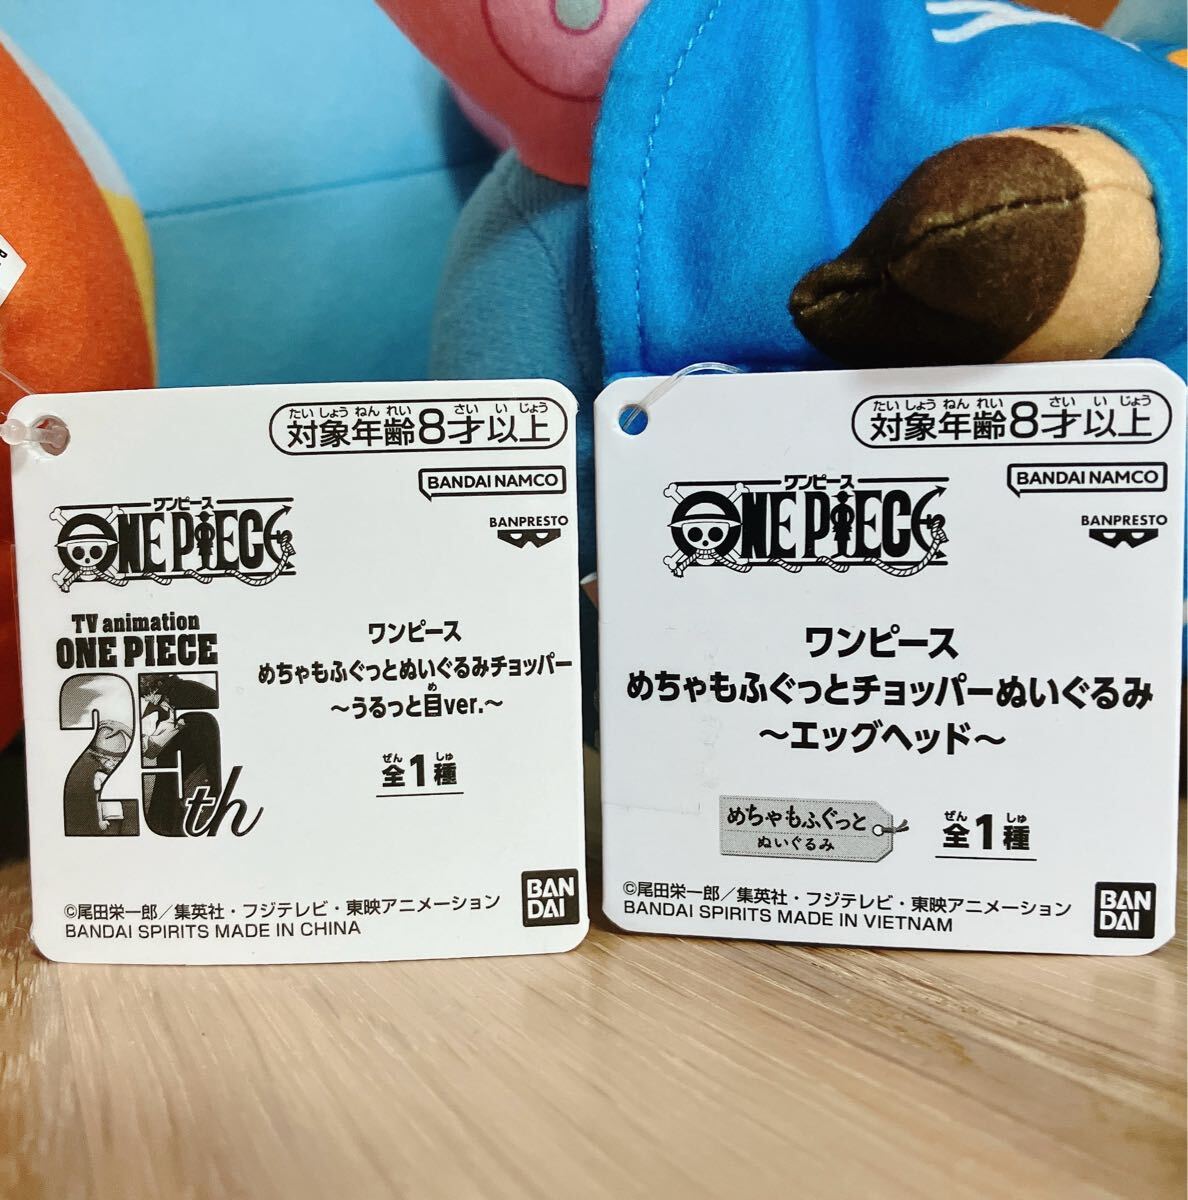 たいしょうねんれい さい いじょう
対象年齢8才以上
BANDAI NAMCO
BANPRESTO
ワンピース
ONE PIECE
TV animation
ONE PIECE
25th
ワンピース
めちゃもふぐっとぬいぐるみチョッパー
め
～うるっと目ver.～
ぜん しゅ
全1種
©尾田栄一郎／集英社・フジテレビ・東映アニメーション
BANDAI SPIRITS MADE IN CHINA
BAN
DAI
たいしょうねんれい さい いじょう
対象年齢8才以上
BANDAI NAMCO
BANPRESTO
ワンピース
ONE PIECE
ワンピース
めちゃもふぐっとチョッパーぬいぐるみ
～エッグヘッド～
めちゃもふぐっと
ぬいぐるみ
ぜん しゅ
全1種
©尾田栄一郎／集英社・フジテレビ・東映アニメーション
BANDAI SPIRITS MADE IN VIETNAM
BAN
DAI